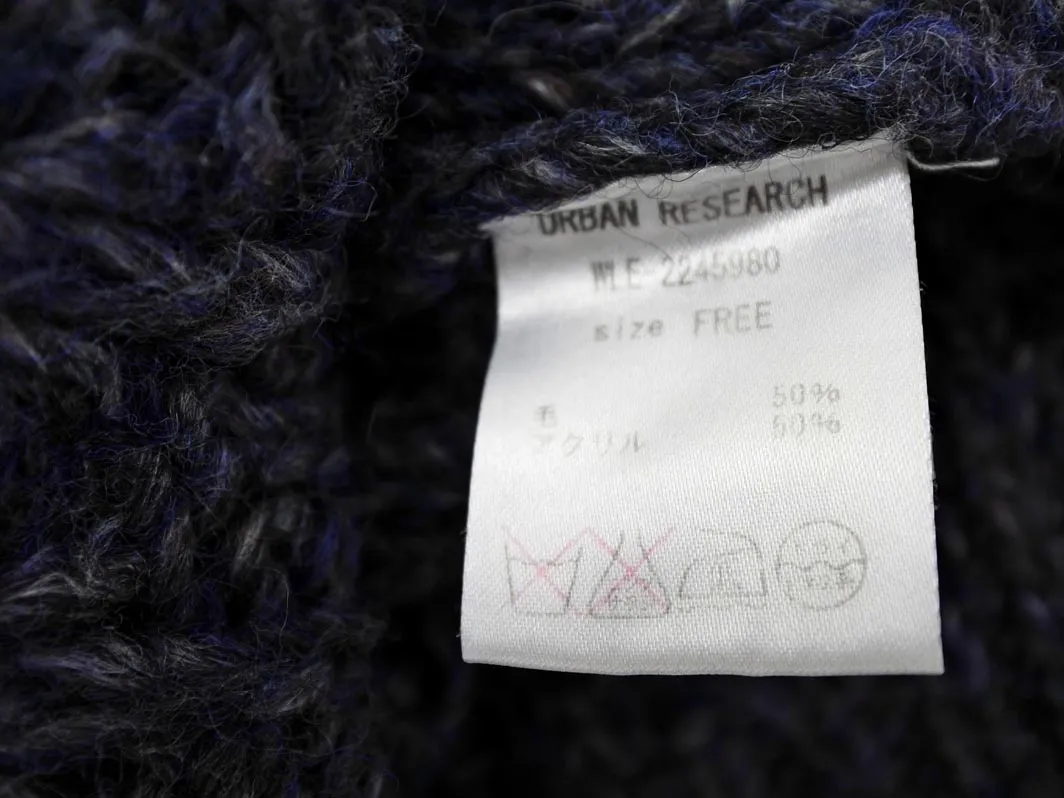 URBAN RESEARCH
WLE-2245980
size FREE
毛 50%
アクリル 50%